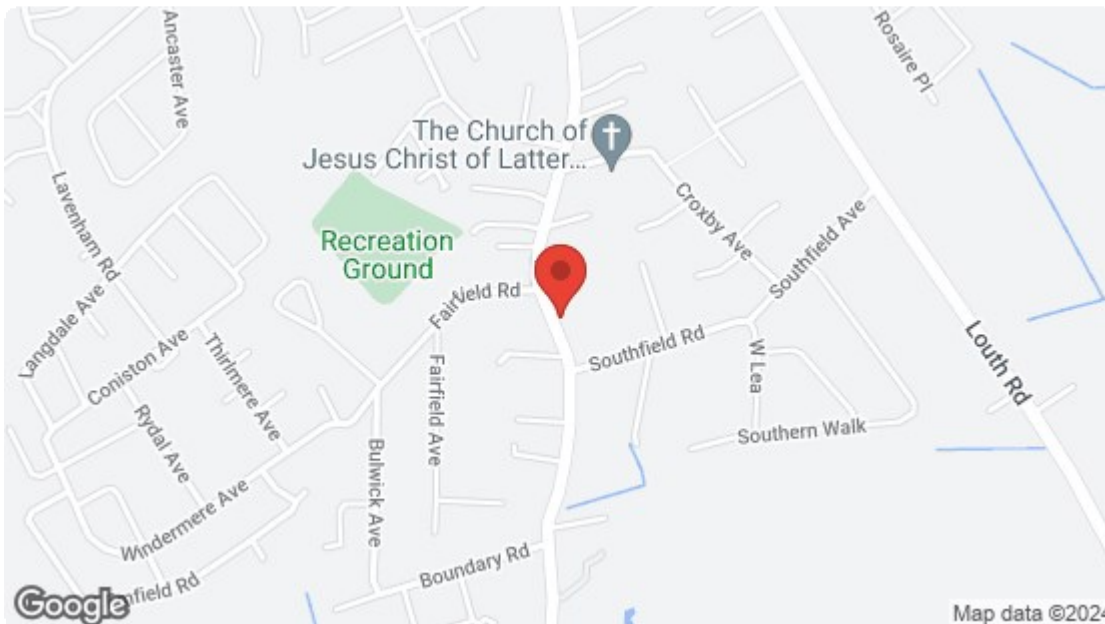 Ancaster Ave
Rosaire Pl
The Church of
Jesus Christ of Latter...
Lavenham Rd
Croxby Ave
Recreation
Ground
Southfield Ave
Fairfield Rd
Langdale Ave
Coniston Ave
Thirlmere Ave
Fairfield Ave
Southfield Rd
W Lea
Louth Rd
Rydal Ave
Bulwick Ave
Southern Walk
Windermere Ave
Boundary Rd
nfield Rd
Google
Map data ©2024